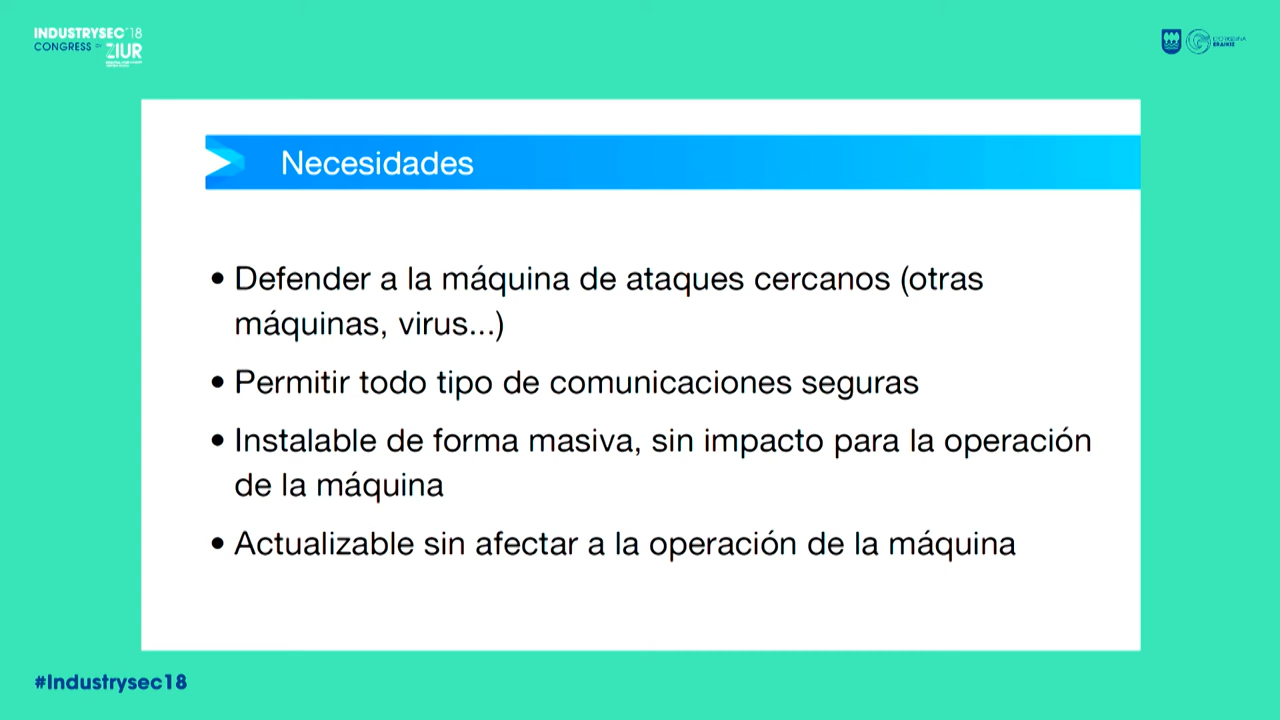 INDUSTRYSEC'18
CONGRESS BY ZIUR
Necesidades
• Defender a la máquina de ataques cercanos (otras
máquinas, virus...)
• Permitir todo tipo de comunicaciones seguras
• Instalable de forma masiva, sin impacto para la operación
de la máquina
• Actualizable sin afectar a la operación de la máquina
#Industrysec18